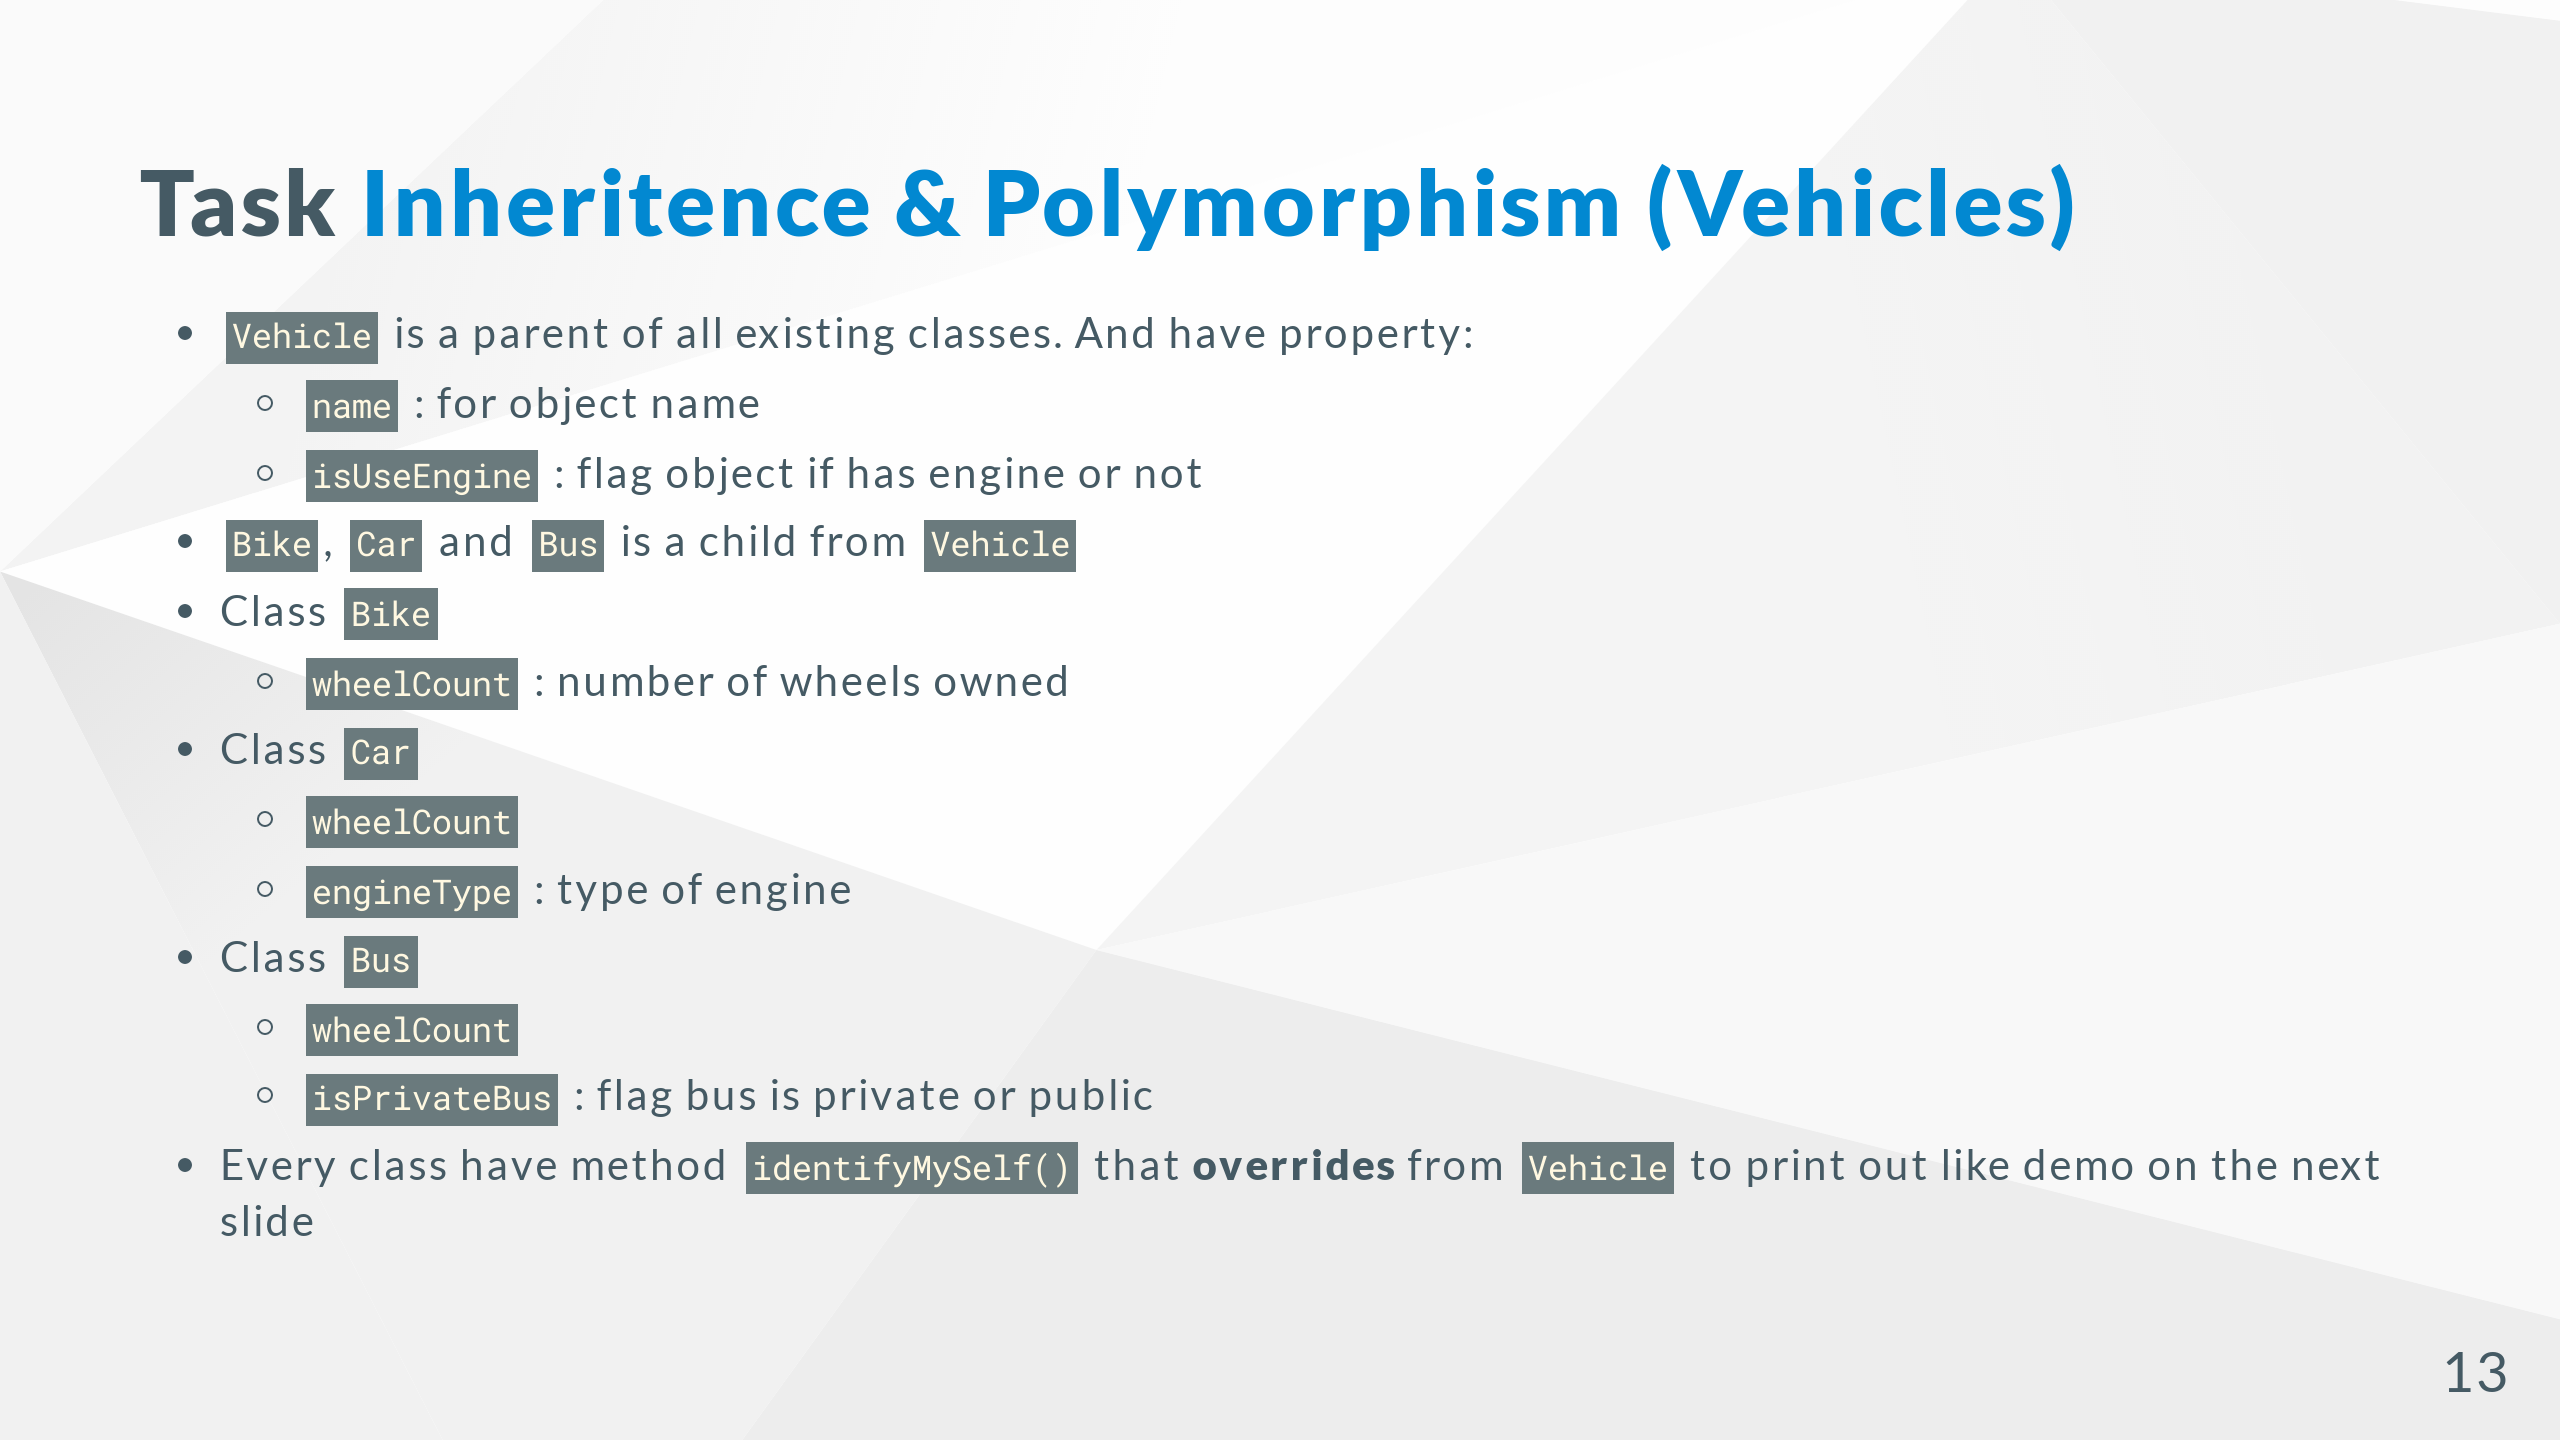 Task Inheritence & Polymorphism (Vehicles)
• Vehicle is a parent of all existing classes. And have property:
○ name : for object name
○ isUseEngine : flag object if has engine or not
• Bike, Car and Bus is a child from Vehicle
• Class Bike
○ wheelCount : number of wheels owned
• Class Car
○ wheelCount
○ engineType : type of engine
• Class Bus
○ wheelCount
○ isPrivateBus : flag bus is private or public
• Every class have method identifyMySelf() that overrides from Vehicle to print out like demo on the next
slide
13